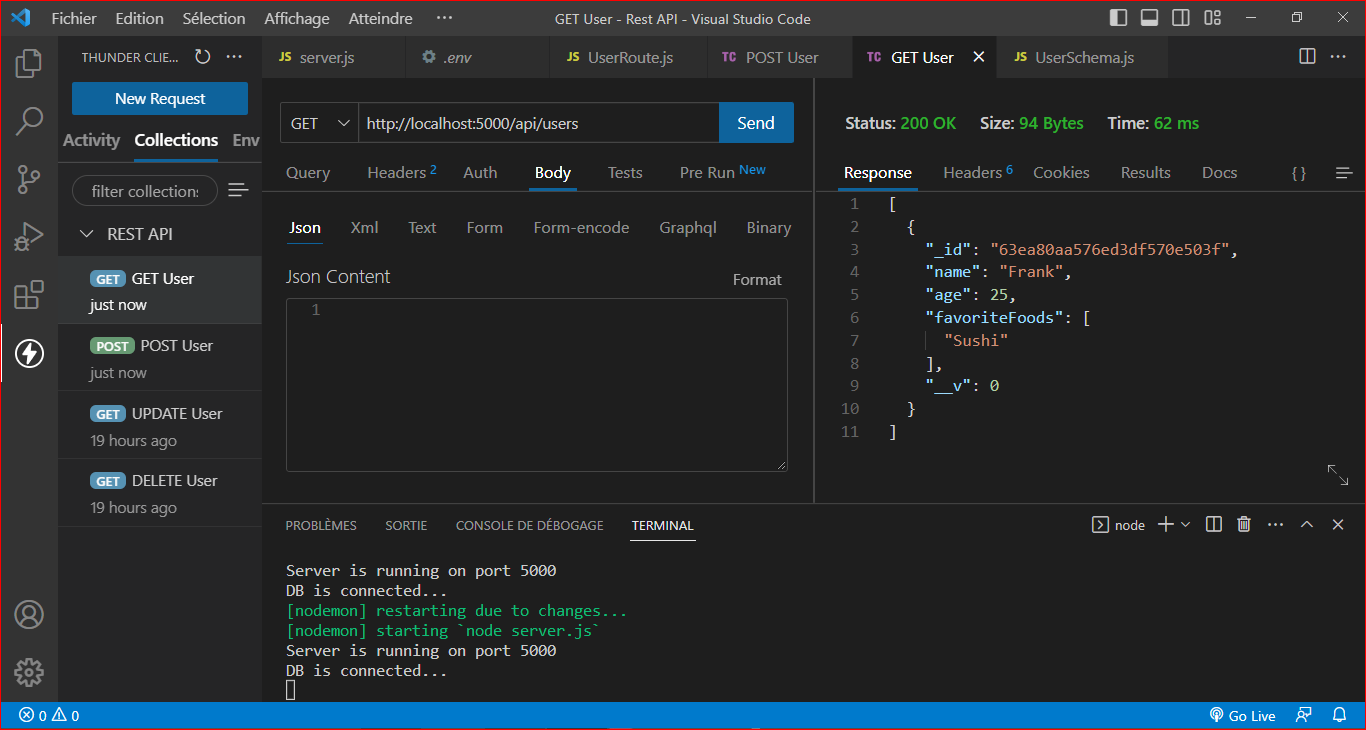 Fichier Edition Sélection Affichage Atteindre ··· GET User - Rest API - Visual Studio Code
THUNDER CLIE... ···
New Request
Activity Collections Env
filter collections
REST API
GET GET User
just now
POST POST User
just now
GET UPDATE User
19 hours ago
GET DELETE User
19 hours ago
JS server.js .env JS UserRoute.js TC POST User TC GET User JS UserSchema.js ···
GET http://localhost:5000/api/users Send
Query Headers 2 Auth Body Tests Pre Run New
Json Xml Text Form Form-encode Graphql Binary
Json Content Format
1
Status: 200 OK Size: 94 Bytes Time: 62 ms
Response Headers 6 Cookies Results Docs {}
1 [
2 {
3 "_id": "63ea80aa576ed3df570e503f",
4 "name": "Frank",
5 "age": 25,
6 "favoriteFoods": [
7 "Sushi"
8 ],
9 "__v": 0
10 }
11 ]
PROBLÈMES SORTIE CONSOLE DE DÉBOGAGE TERMINAL node ···
Server is running on port 5000
DB is connected...
[nodemon] restarting due to changes...
[nodemon] starting `node server.js`
Server is running on port 5000
DB is connected...
0 0 Go Live